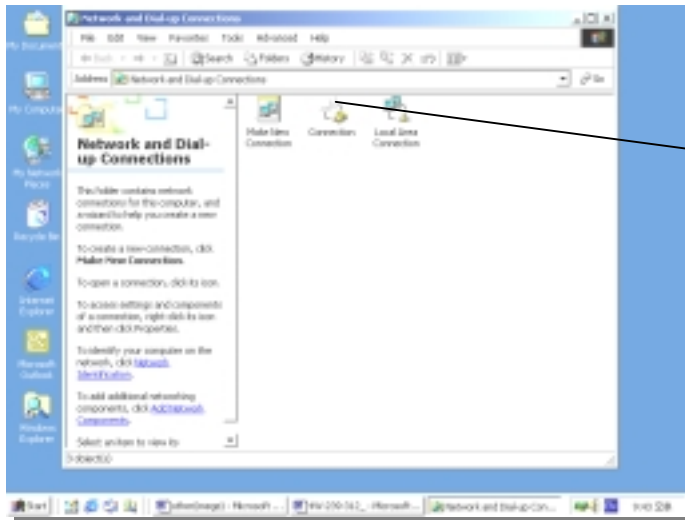 Network and Dial-up Connections
File Edit View Favorites Tools Advanced Help
Back Search Folders History
Address Network and Dial-up Connections Go
My Documents
My Computer
My Network
Places
Recycle Bin
Internet
Explorer
Microsoft
Outlook
Windows
Explorer
Network and Dial-
up Connections
This folder contains network
connections for this computer, and
a wizard to help you create a new
connection.
To create a new connection, click
Make New Connection.
To open a connection, click its icon.
To access settings and components
of a connection, right-click its icon
and then click Properties.
To identify your computer on the
network, click Network
Identification.
To add additional networking
components, click Add Network
Components.
Select an item to view its
Make New
Connection
Connection
Local Area
Connection
3 object(s)
Start
Network and Dial-up Con...